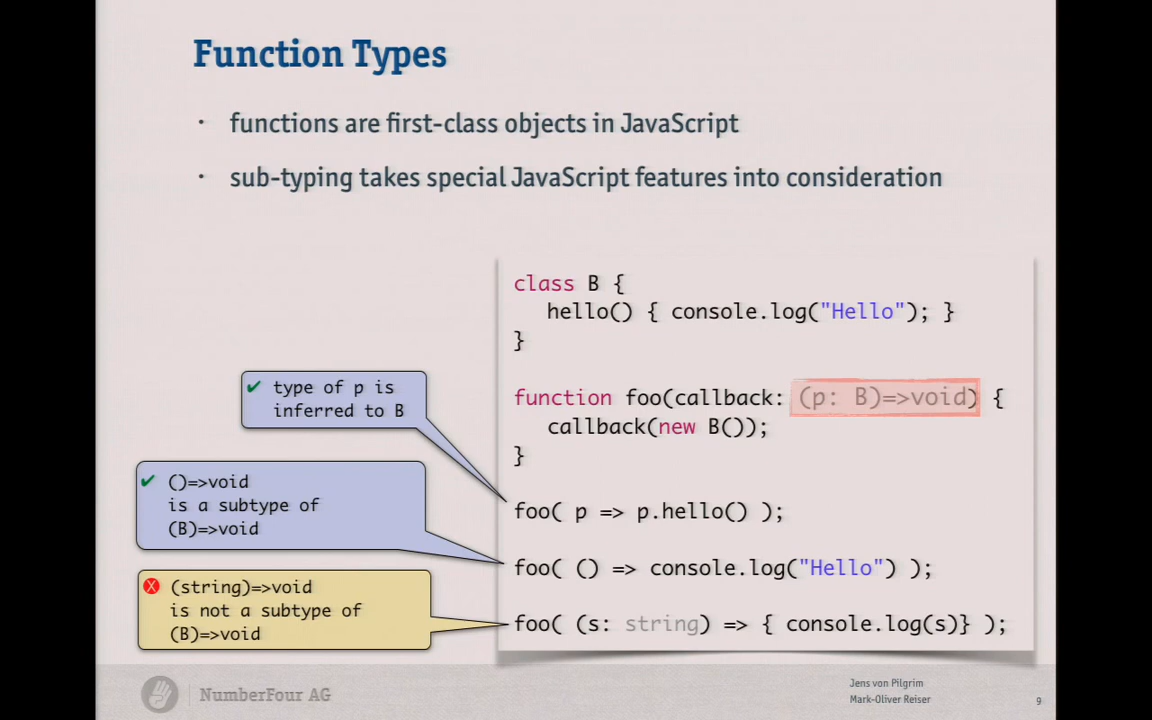 Function Types
· functions are first-class objects in JavaScript
· sub-typing takes special JavaScript features into consideration
class B {
hello() { console.log("Hello"); }
}
function foo(callback: (p: B)=>void) {
callback(new B());
}
foo( p => p.hello() );
foo( () => console.log("Hello") );
foo( (s: string) => { console.log(s)} );
✔ type of p is
inferred to B
✔ ()=>void
is a subtype of
(B)=>void
(string)=>void
is not a subtype of
(B)=>void
NumberFour AG
Jens von Pilgrim
Mark-Oliver Reiser
9